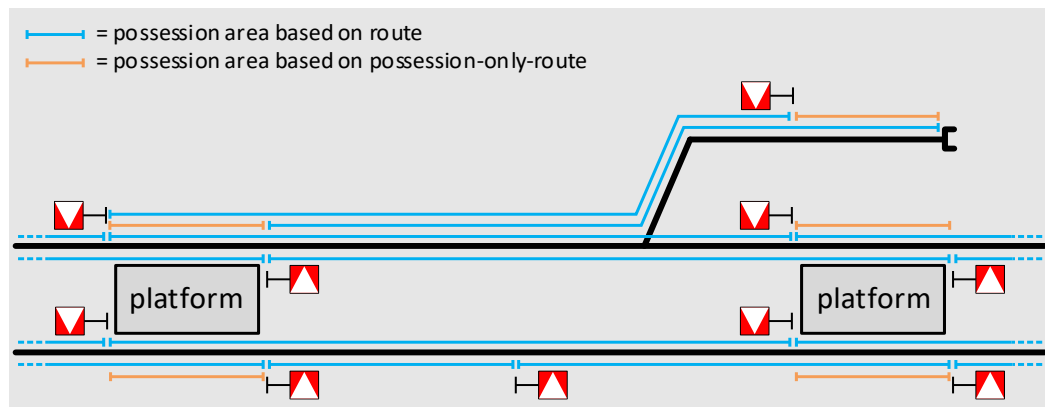 = possession area based on route
= possession area based on possession-only-route
platform
platform